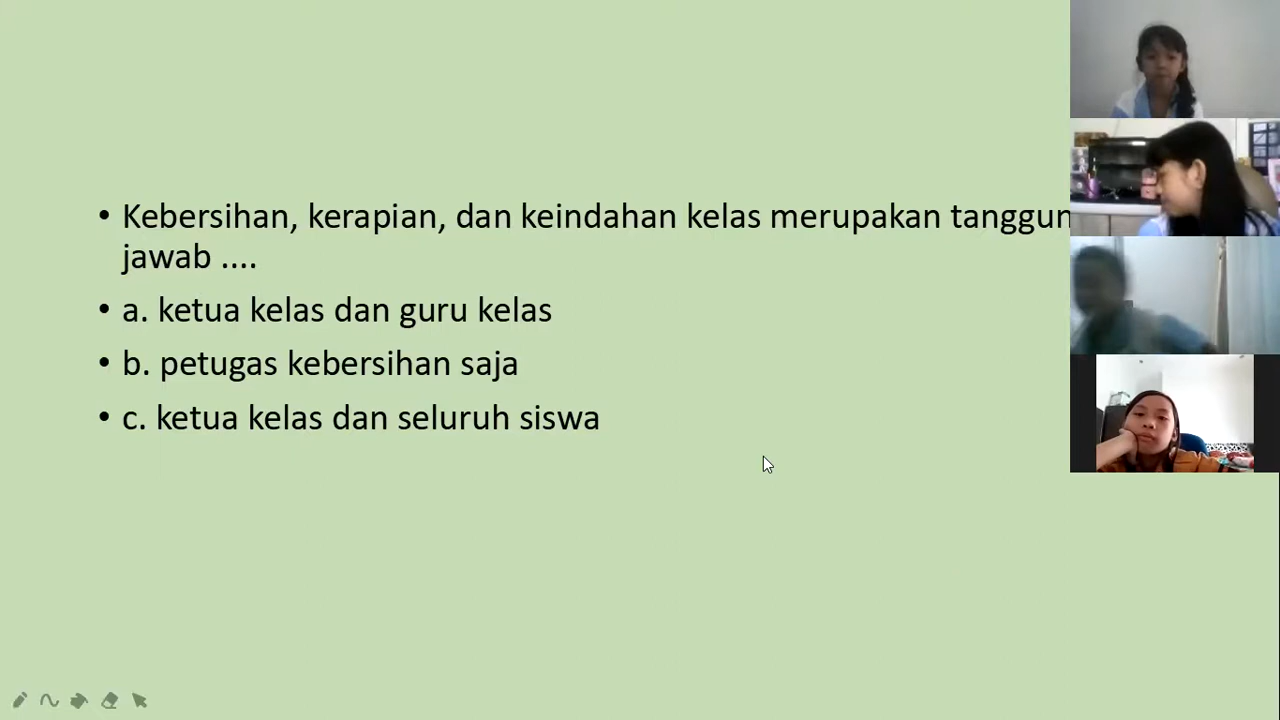 • Kebersihan, kerapian, dan keindahan kelas merupakan tanggun
jawab ....
• a. ketua kelas dan guru kelas
• b. petugas kebersihan saja
• c. ketua kelas dan seluruh siswa